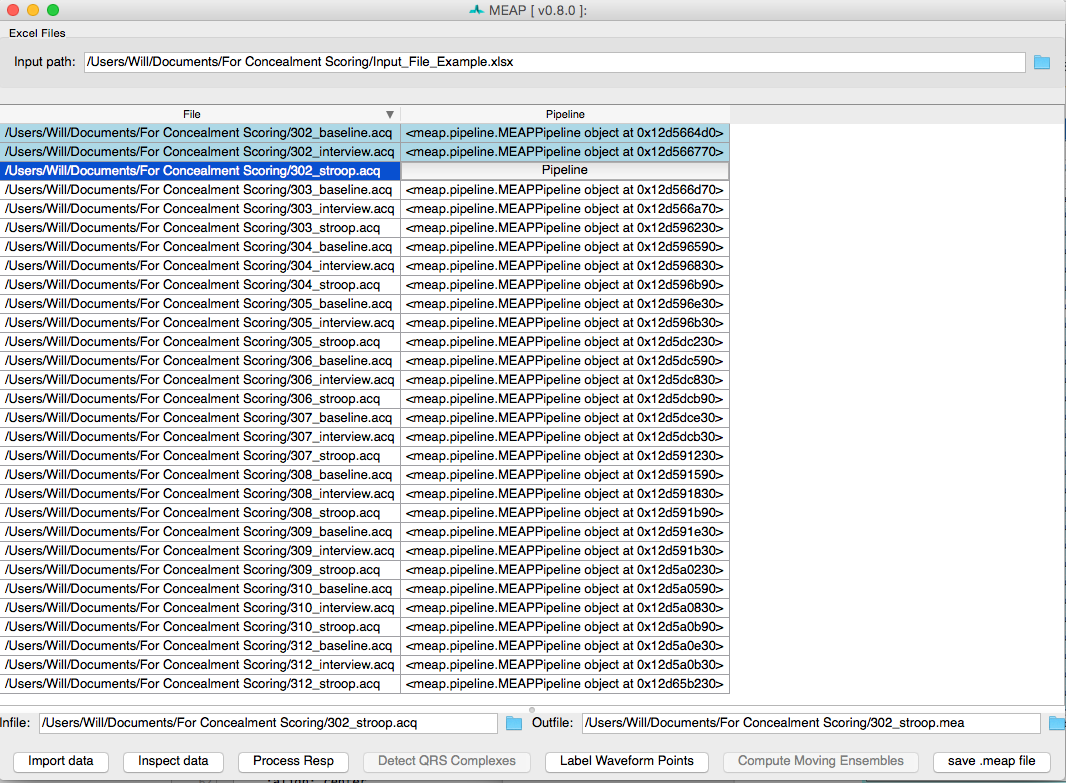 MEAP [ v0.8.0 ]:
Excel Files
Input path: /Users/Will/Documents/For Concealment Scoring/Input_File_Example.xlsx
File Pipeline
/Users/Will/Documents/For Concealment Scoring/302_baseline.acq <meap.pipeline.MEAPPipeline object at 0x12d5664d0>
/Users/Will/Documents/For Concealment Scoring/302_interview.acq <meap.pipeline.MEAPPipeline object at 0x12d566770>
/Users/Will/Documents/For Concealment Scoring/302_stroop.acq Pipeline
/Users/Will/Documents/For Concealment Scoring/303_baseline.acq <meap.pipeline.MEAPPipeline object at 0x12d566d70>
/Users/Will/Documents/For Concealment Scoring/303_interview.acq <meap.pipeline.MEAPPipeline object at 0x12d566a70>
/Users/Will/Documents/For Concealment Scoring/303_stroop.acq <meap.pipeline.MEAPPipeline object at 0x12d596230>
/Users/Will/Documents/For Concealment Scoring/304_baseline.acq <meap.pipeline.MEAPPipeline object at 0x12d596590>
/Users/Will/Documents/For Concealment Scoring/304_interview.acq <meap.pipeline.MEAPPipeline object at 0x12d596830>
/Users/Will/Documents/For Concealment Scoring/304_stroop.acq <meap.pipeline.MEAPPipeline object at 0x12d596b90>
/Users/Will/Documents/For Concealment Scoring/305_baseline.acq <meap.pipeline.MEAPPipeline object at 0x12d596e30>
/Users/Will/Documents/For Concealment Scoring/305_interview.acq <meap.pipeline.MEAPPipeline object at 0x12d596b30>
/Users/Will/Documents/For Concealment Scoring/305_stroop.acq <meap.pipeline.MEAPPipeline object at 0x12d5dc230>
/Users/Will/Documents/For Concealment Scoring/306_baseline.acq <meap.pipeline.MEAPPipeline object at 0x12d5dc590>
/Users/Will/Documents/For Concealment Scoring/306_interview.acq <meap.pipeline.MEAPPipeline object at 0x12d5dc830>
/Users/Will/Documents/For Concealment Scoring/306_stroop.acq <meap.pipeline.MEAPPipeline object at 0x12d5dcb90>
/Users/Will/Documents/For Concealment Scoring/307_baseline.acq <meap.pipeline.MEAPPipeline object at 0x12d5dce30>
/Users/Will/Documents/For Concealment Scoring/307_interview.acq <meap.pipeline.MEAPPipeline object at 0x12d5dcb30>
/Users/Will/Documents/For Concealment Scoring/307_stroop.acq <meap.pipeline.MEAPPipeline object at 0x12d591230>
/Users/Will/Documents/For Concealment Scoring/308_baseline.acq <meap.pipeline.MEAPPipeline object at 0x12d591590>
/Users/Will/Documents/For Concealment Scoring/308_interview.acq <meap.pipeline.MEAPPipeline object at 0x12d591830>
/Users/Will/Documents/For Concealment Scoring/308_stroop.acq <meap.pipeline.MEAPPipeline object at 0x12d591b90>
/Users/Will/Documents/For Concealment Scoring/309_baseline.acq <meap.pipeline.MEAPPipeline object at 0x12d591e30>
/Users/Will/Documents/For Concealment Scoring/309_interview.acq <meap.pipeline.MEAPPipeline object at 0x12d591b30>
/Users/Will/Documents/For Concealment Scoring/309_stroop.acq <meap.pipeline.MEAPPipeline object at 0x12d5a0230>
/Users/Will/Documents/For Concealment Scoring/310_baseline.acq <meap.pipeline.MEAPPipeline object at 0x12d5a0590>
/Users/Will/Documents/For Concealment Scoring/310_interview.acq <meap.pipeline.MEAPPipeline object at 0x12d5a0830>
/Users/Will/Documents/For Concealment Scoring/310_stroop.acq <meap.pipeline.MEAPPipeline object at 0x12d5a0b90>
/Users/Will/Documents/For Concealment Scoring/312_baseline.acq <meap.pipeline.MEAPPipeline object at 0x12d5a0e30>
/Users/Will/Documents/For Concealment Scoring/312_interview.acq <meap.pipeline.MEAPPipeline object at 0x12d5a0b30>
/Users/Will/Documents/For Concealment Scoring/312_stroop.acq <meap.pipeline.MEAPPipeline object at 0x12d65b230>
Infile: /Users/Will/Documents/For Concealment Scoring/302_stroop.acq Outfile: /Users/Will/Documents/For Concealment Scoring/302_stroop.mea
Import data Inspect data Process Resp Detect QRS Complexes Label Waveform Points Compute Moving Ensembles save .meap file